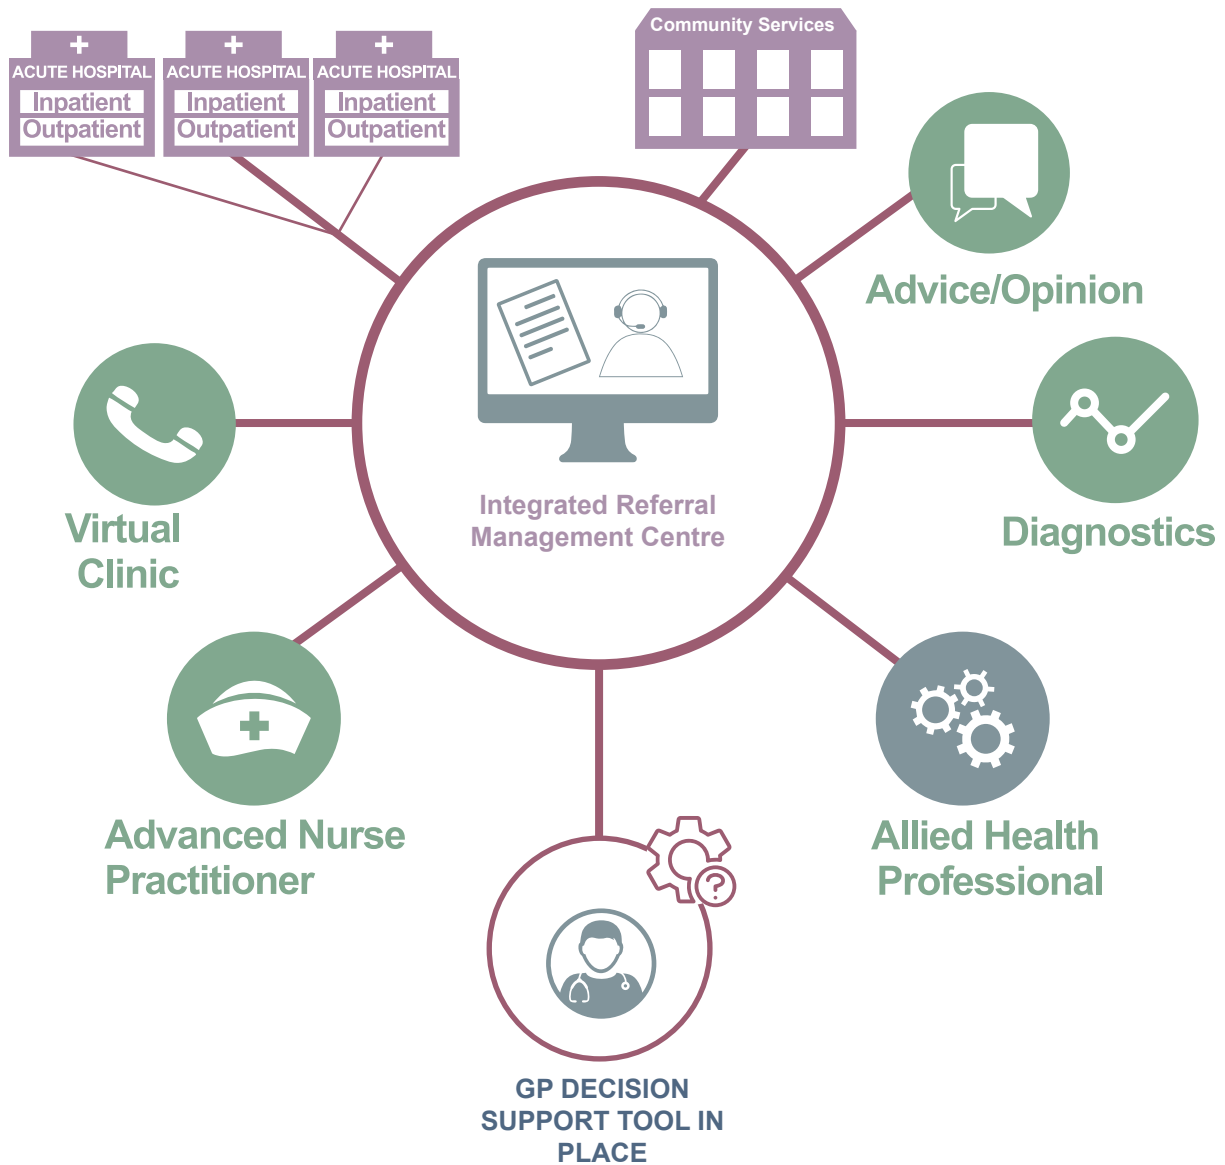 Community Services
ACUTE HOSPITAL
Inpatient
Outpatient
ACUTE HOSPITAL
Inpatient
Outpatient
ACUTE HOSPITAL
Inpatient
Outpatient
Advice/Opinion
Integrated Referral
Management Centre
Virtual
Clinic
Diagnostics
Advanced Nurse
Practitioner
Allied Health
Professional
?
GP DECISION
SUPPORT TOOL IN
PLACE